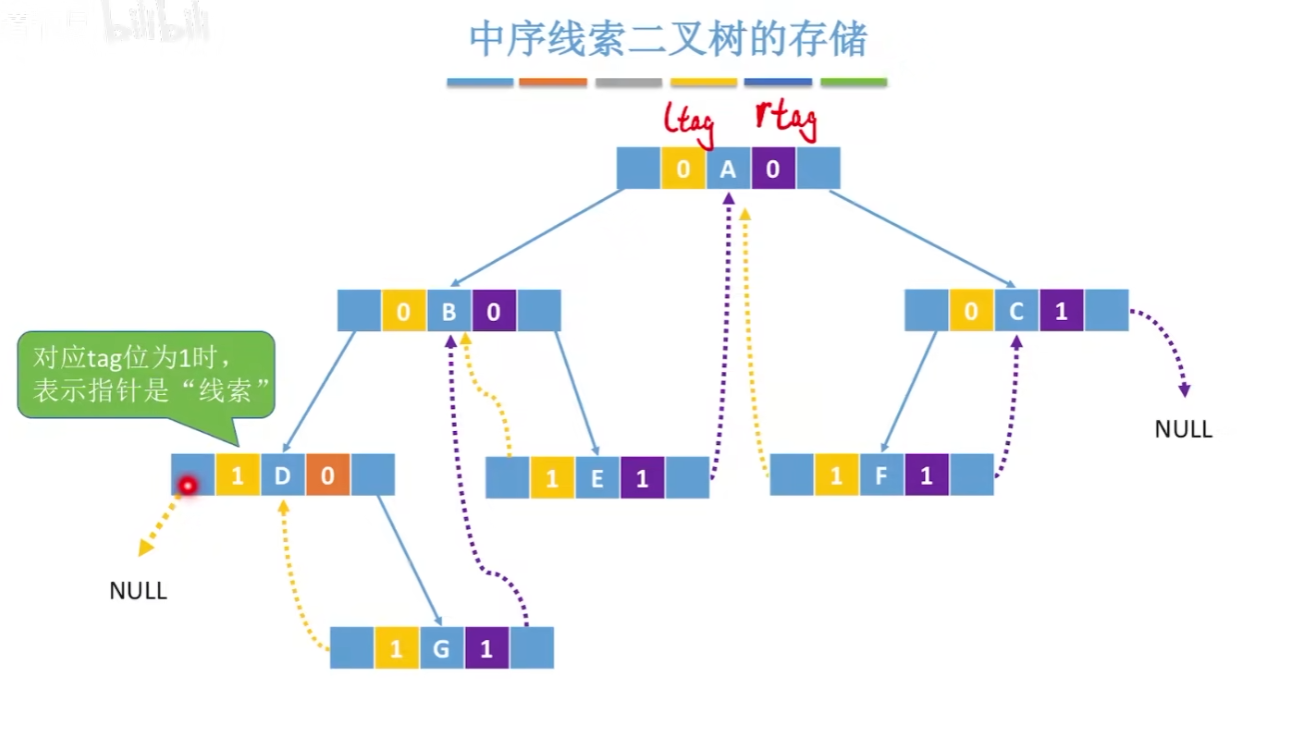 bilibili
中序线索二叉树的存储
ltag rtag
0 A 0
0 B 0
0 C 1
对应tag位为1时，
表示指针是“线索”
NULL
1 D 0
1 E 1
1 F 1
NULL
1 G 1